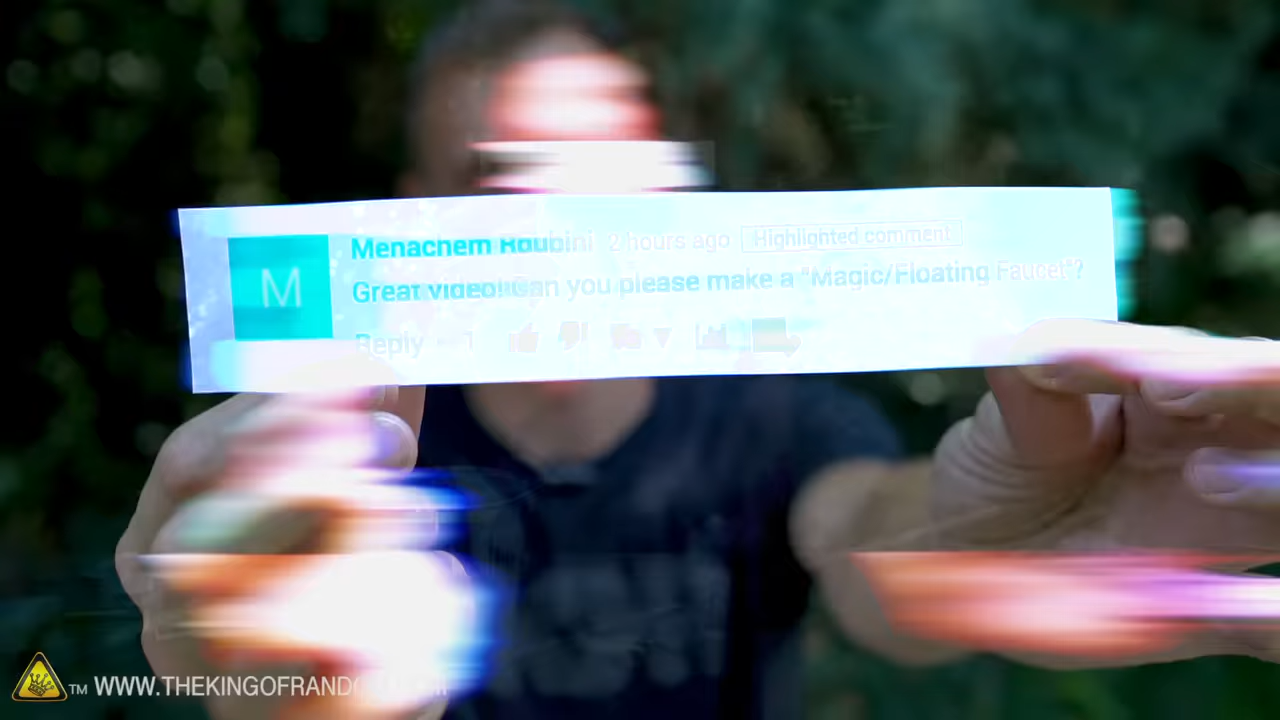 Menachem Roubini 2 hours ago Highlighted comment
M
Great video! Can you please make a "Magic/Floating Faucet"?
Reply
TM WWW.THEKINGOFRANDOM.COM